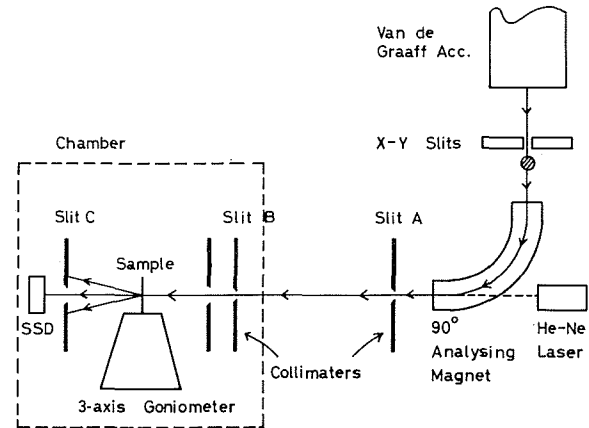 Van de
Graaff Acc.
X-Y Slits
Chamber
Slit C
Slit B
Slit A
Sample
SSD
Collimaters
90°
Analysing
Magnet
He-Ne
Laser
3-axis Goniometer